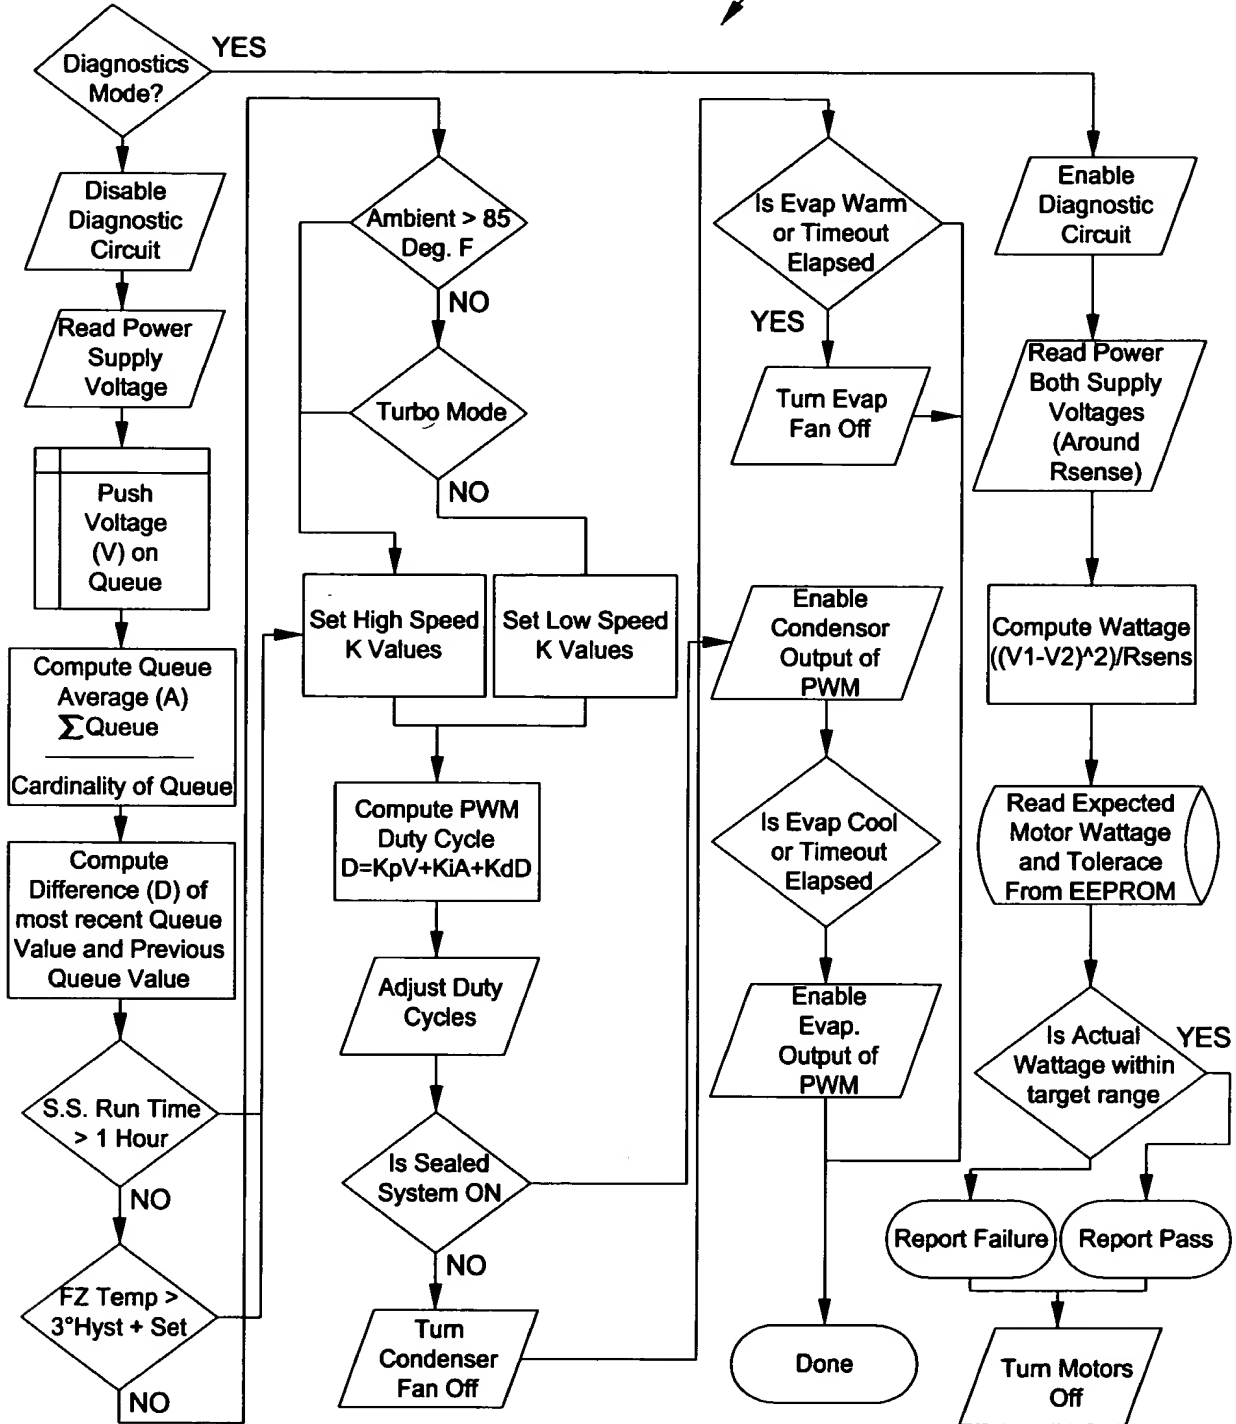 Diagnostics
Mode?
YES
Disable
Diagnostic
Circuit
Read Power
Supply
Voltage
Push
Voltage
(V) on
Queue
Compute Queue
Average (A)
∑Queue
Cardinality of Queue
Compute
Difference (D) of
most recent Queue
Value and Previous
Queue Value
S.S. Run Time
> 1 Hour
NO
FZ Temp >
3°Hyst + Set
NO
Ambient > 85
Deg. F
NO
Turbo Mode
NO
Set High Speed
K Values
Set Low Speed
K Values
Compute PWM
Duty Cycle
D=KpV+KiA+KdD
Adjust Duty
Cycles
Is Sealed
System ON
NO
Turn
Condenser
Fan Off
Is Evap Warm
or Timeout
Elapsed
YES
Turn Evap
Fan Off
Enable
Condensor
Output of
PWM
Is Evap Cool
or Timeout
Elapsed
Enable
Evap.
Output of
PWM
Done
Enable
Diagnostic
Circuit
Read Power
Both Supply
Voltages
(Around
Rsense)
Compute Wattage
((V1-V2)^2)/Rsens
Read Expected
Motor Wattage
and Tolerace
From EEPROM
Is Actual
Wattage within
target range
YES
Report Failure
Report Pass
Turn Motors
Off